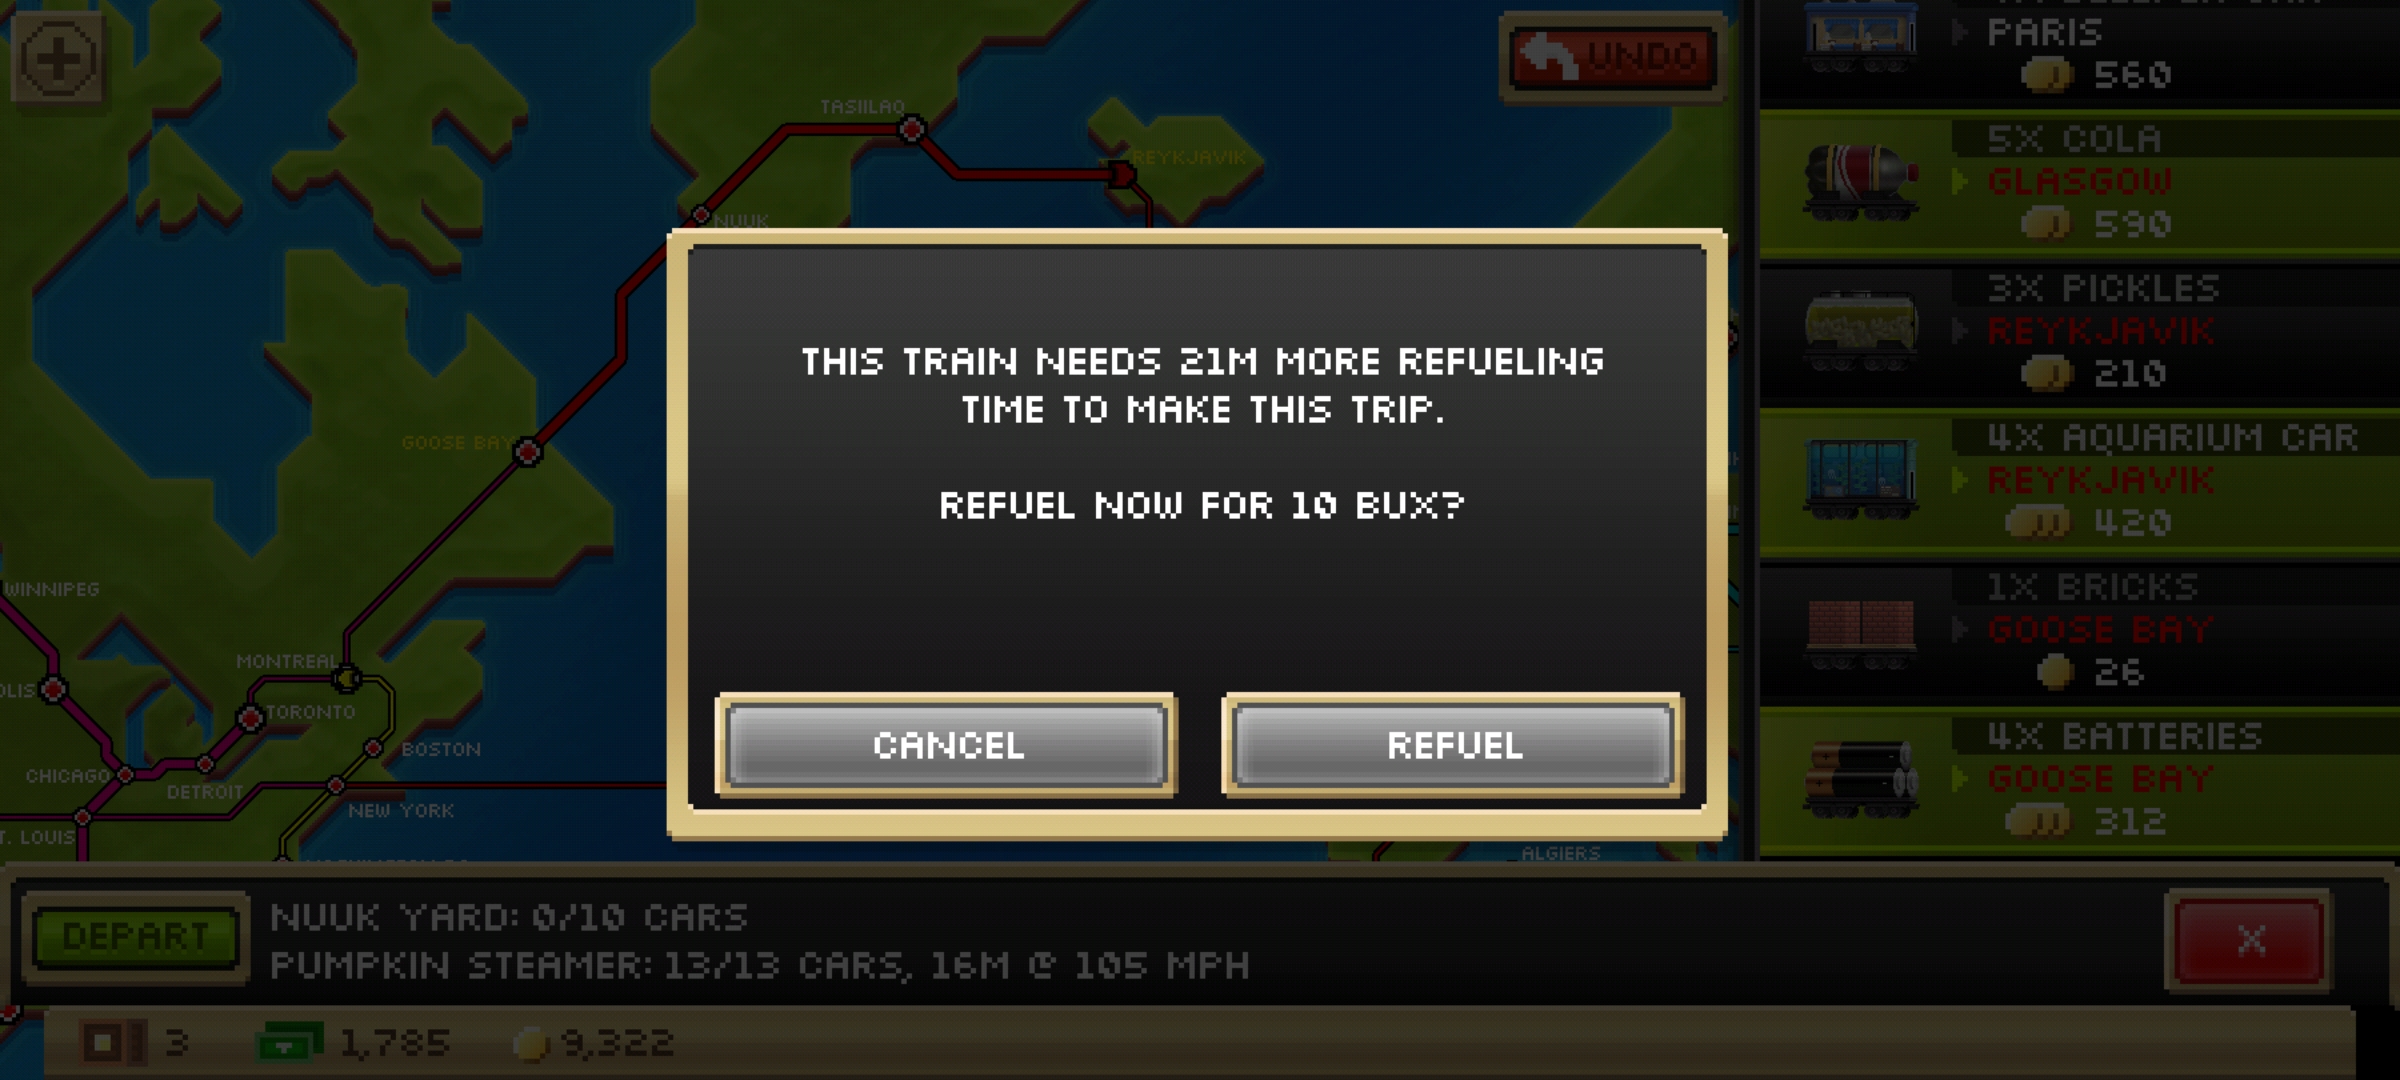 UNDO
PARIS
560
5X COLA
GLASGOW
590
3X PICKLES
REYKJAVIK
210
4X AQUARIUM CAR
REYKJAVIK
420
1X BRICKS
GOOSE BAY
26
4X BATTERIES
GOOSE BAY
312
TASIILAQ
REYKJAVIK
NUUK
GOOSE BAY
WINNIPEG
MONTREAL
TORONTO
BOSTON
CHICAGO
DETROIT
NEW YORK
T. LOUIS
ALGIERS
THIS TRAIN NEEDS 21M MORE REFUELING
TIME TO MAKE THIS TRIP.
REFUEL NOW FOR 10 BUX?
CANCEL
REFUEL
DEPART
NUUK YARD: 0/10 CARS
PUMPKIN STEAMER: 13/13 CARS, 16M @ 105 MPH
X
3
1,785
9,322